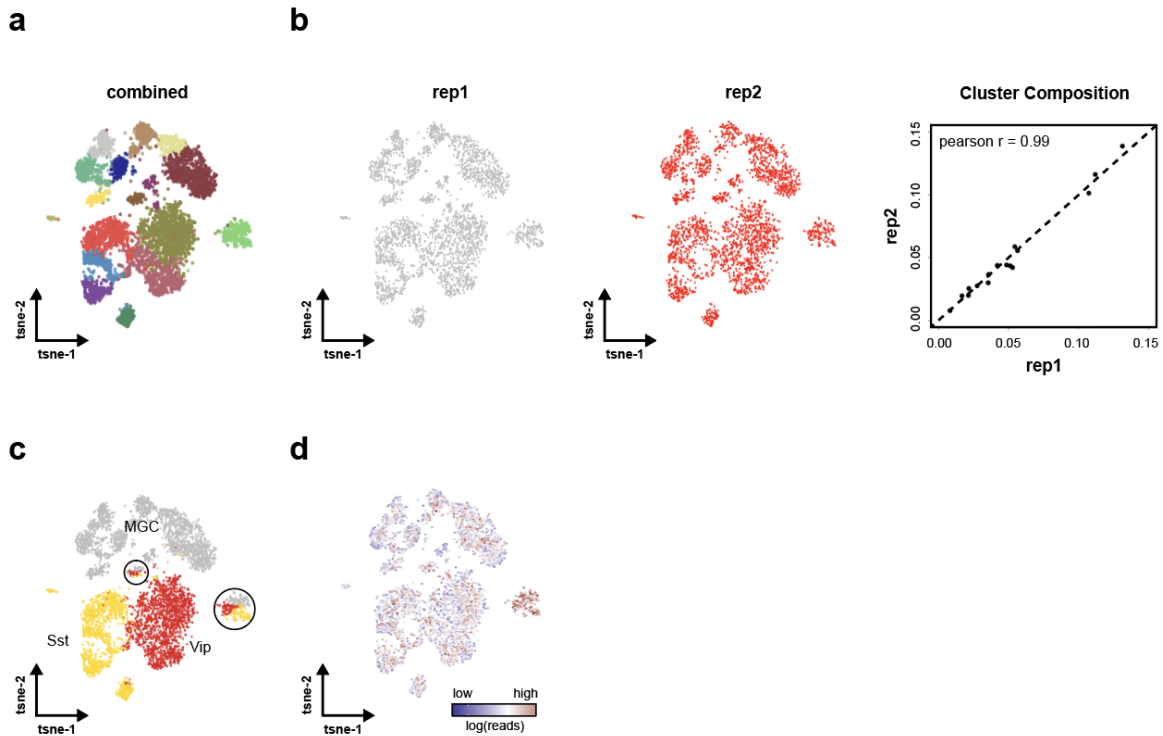 a
b
combined
rep1
rep2
Cluster Composition
pearson r = 0.99
0.15
0.10
0.05
0.00
rep2
0.00 0.05 0.10 0.15
rep1
tsne-2
tsne-1
tsne-2
tsne-1
tsne-2
tsne-1
c
d
MGC
Sst
Vip
tsne-2
tsne-1
tsne-2
tsne-1
low high
log(reads)